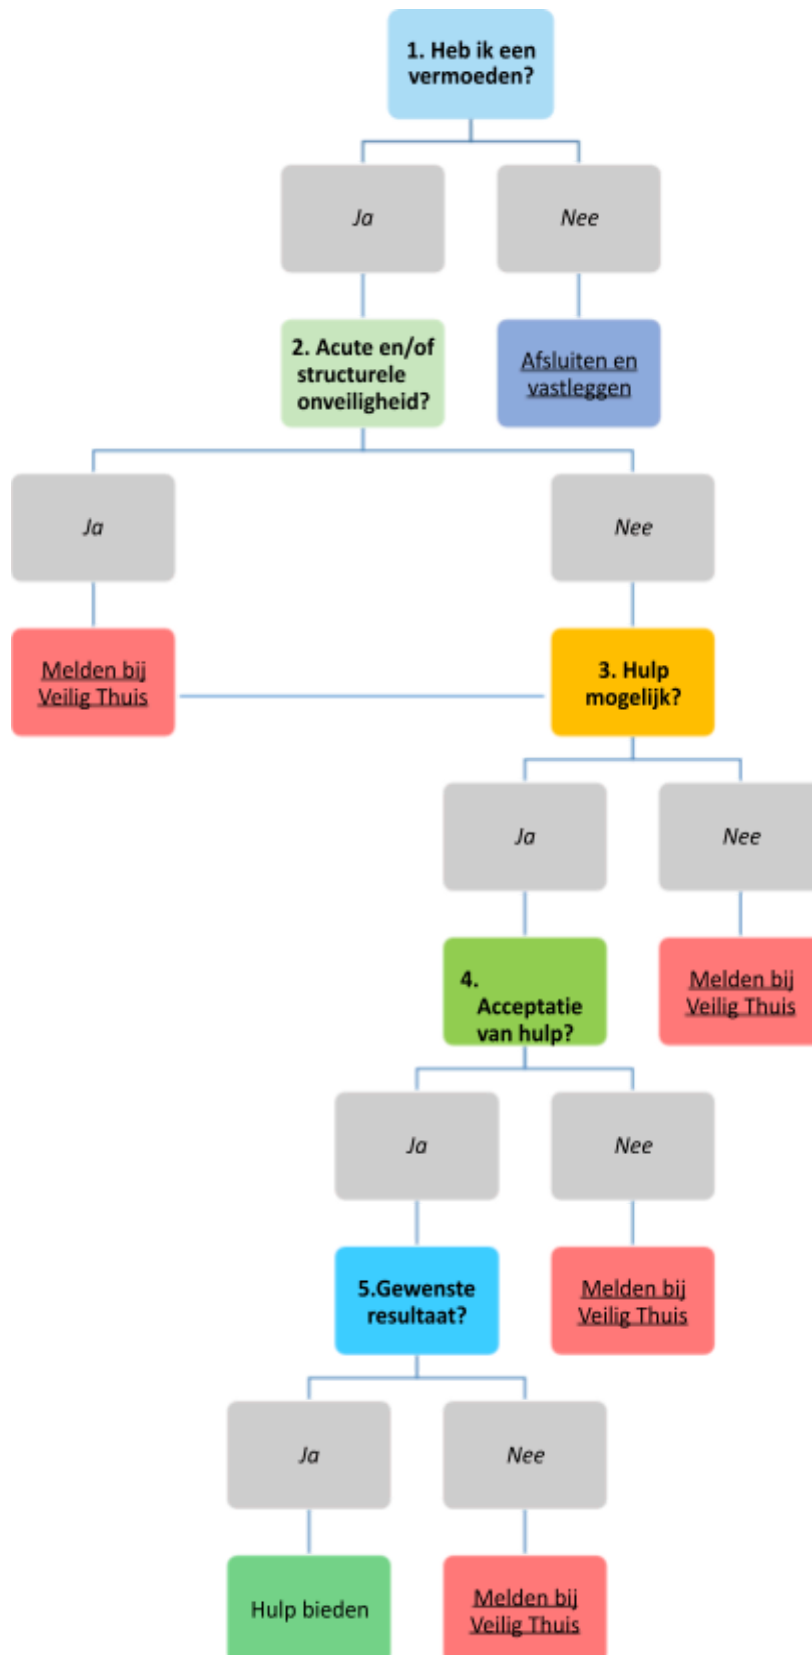 1. Heb ik een
vermoeden?
Ja
Nee
2. Acute en/of
structurele
onveiligheid?
Afsluiten en
vastleggen
Ja
Nee
Melden bij
Veilig Thuis
3. Hulp
mogelijk?
Ja
Nee
4.
Acceptatie
van hulp?
Melden bij
Veilig Thuis
Ja
Nee
5.Gewenste
resultaat?
Melden bij
Veilig Thuis
Ja
Nee
Hulp bieden
Melden bij
Veilig Thuis